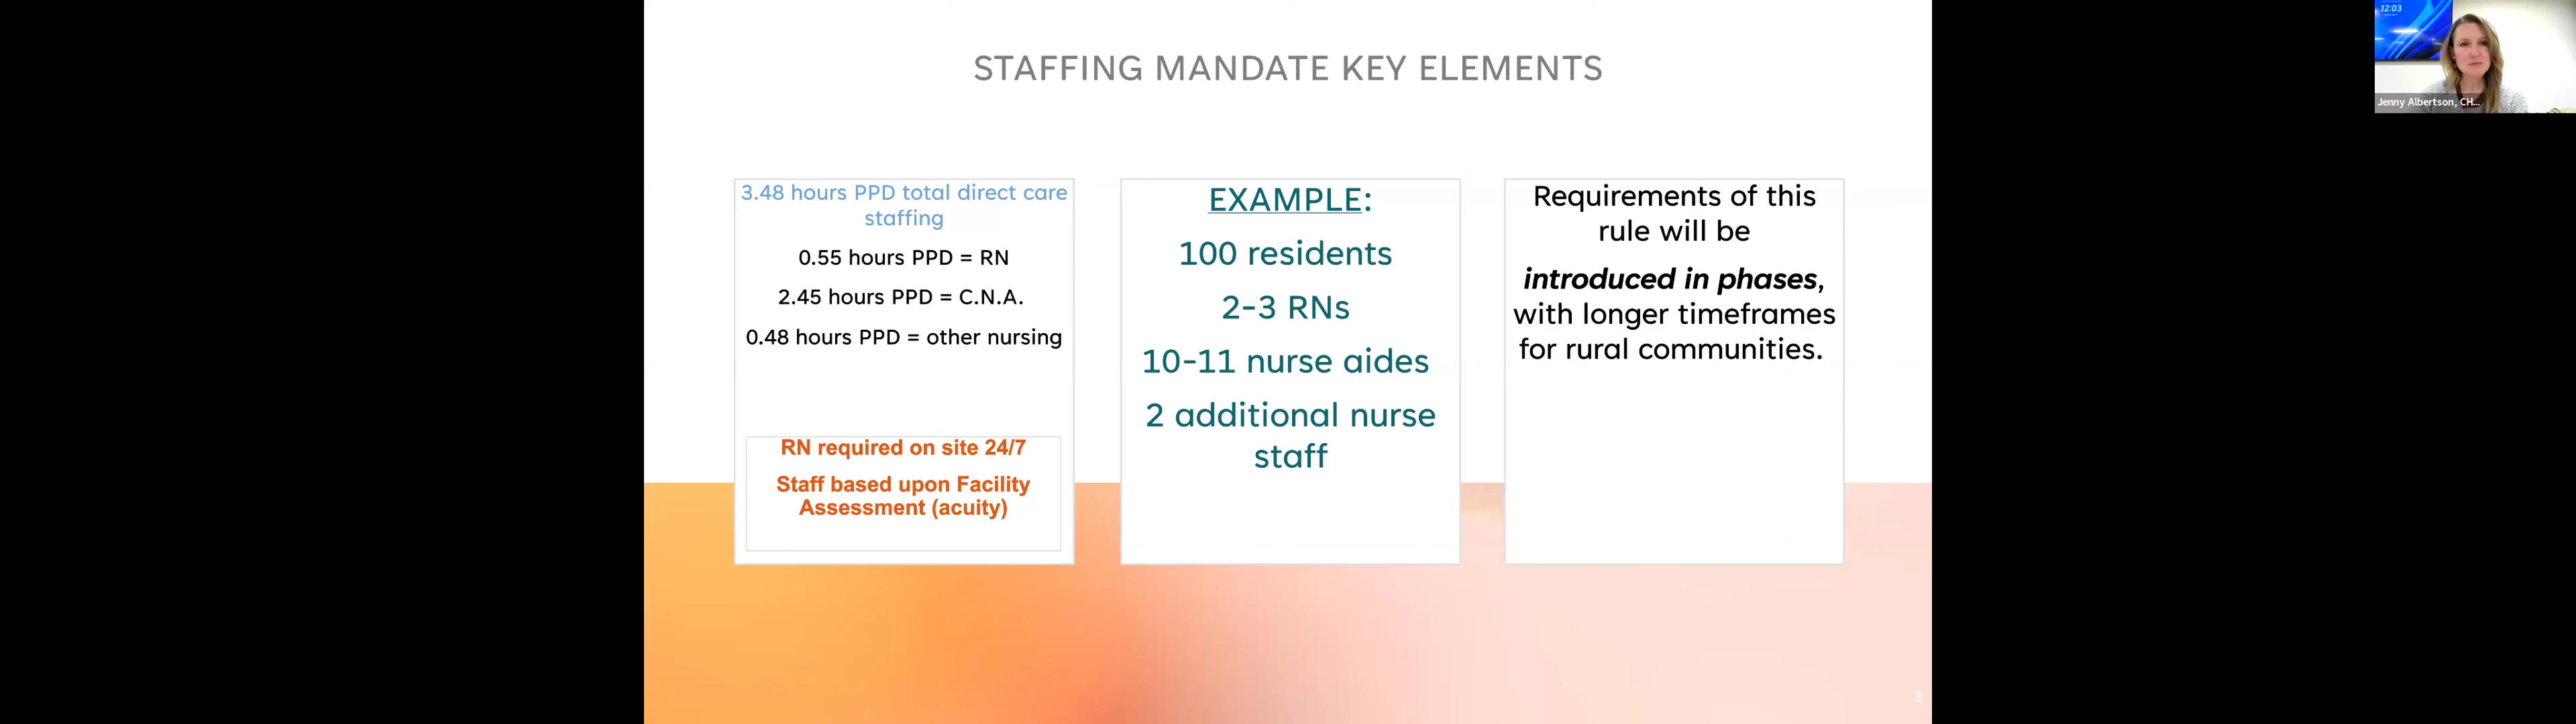 STAFFING MANDATE KEY ELEMENTS
3.48 hours PPD total direct care
staffing
0.55 hours PPD = RN
2.45 hours PPD = C.N.A.
0.48 hours PPD = other nursing
RN required on site 24/7
Staff based upon Facility
Assessment (acuity)
EXAMPLE:
100 residents
2-3 RNs
10-11 nurse aides
2 additional nurse
staff
Requirements of this
rule will be
introduced in phases,
with longer timeframes
for rural communities.
3
12:03
Jenny Albertson, CH...